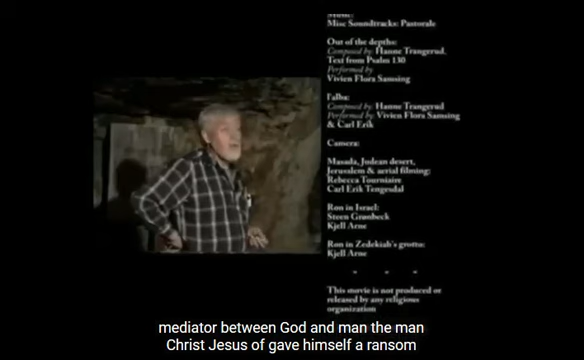 Misc Soundtracks: Pastorale
Out of the depths:
Composed by: Hanne Trangerud.
Text from Psalm 130
Performed by
Vivien Flora Samsing
Composed by: Hanne Trangerud
Performed by: Vivien Flora Samsing
& Carl Erik
Camera:
Masada, Judean desert,
Jerusalem & aerial filming:
Rebecca Tourniaire
Carl Erik Tengesdal
Ron in Israel:
Steen Grønbeck
Kjell Arne
Ron in Zedekiah's grotto:
Kjell Arne
* * *
This movie is not produced or
released by any religious
organization
mediator between God and man the man
Christ Jesus of gave himself a ransom